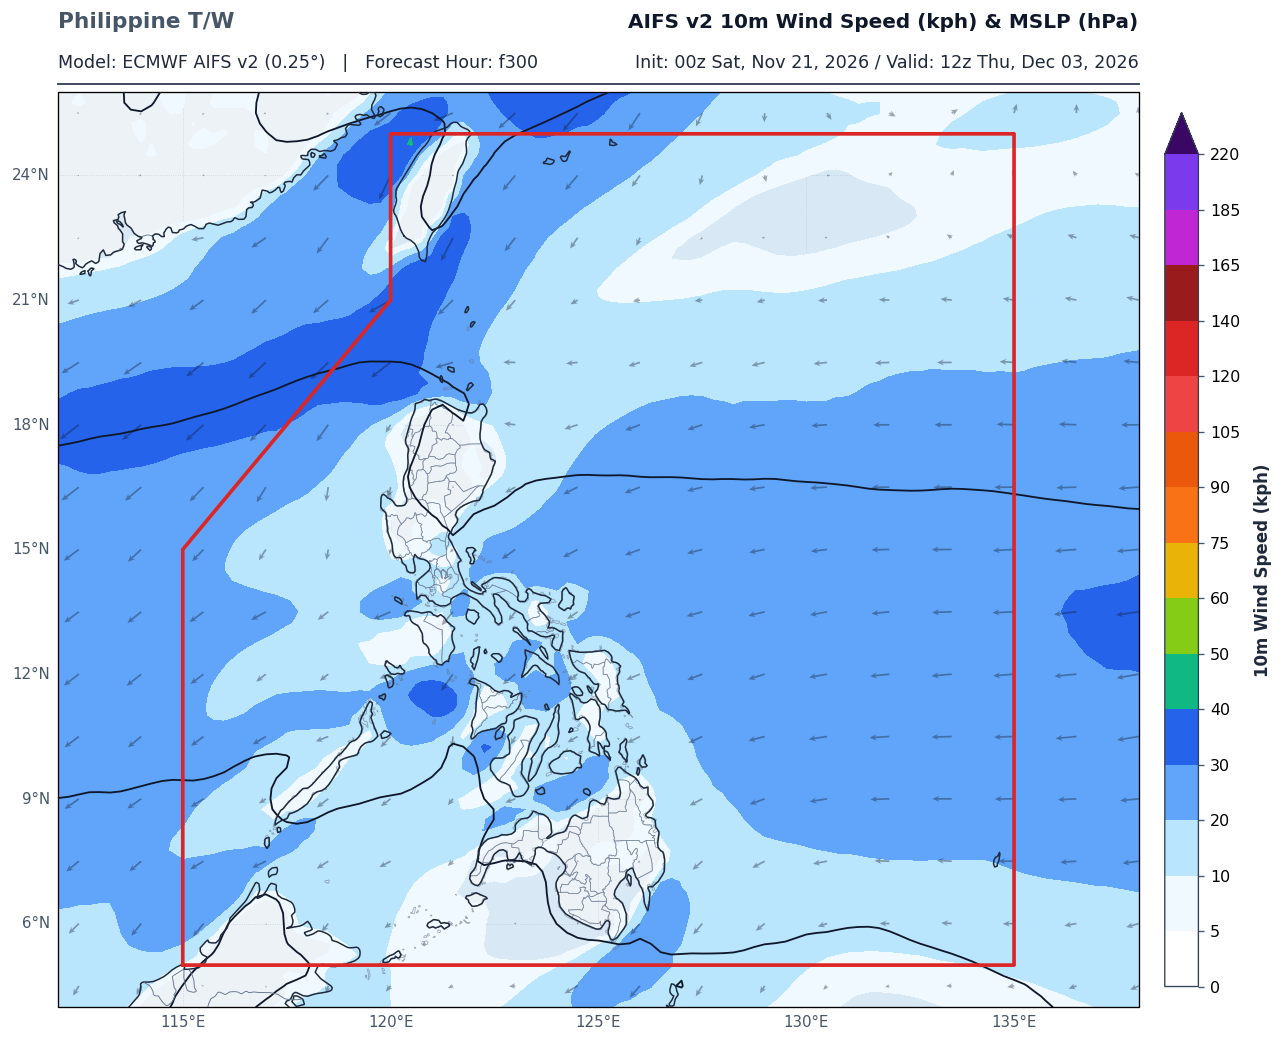 Philippine T/W
AIFS v2 10m Wind Speed (kph) & MSLP (hPa)
Model: ECMWF AIFS v2 (0.25°) | Forecast Hour: f300
Init: 00z Sat, Nov 21, 2026 / Valid: 12z Thu, Dec 03, 2026
24°N
21°N
18°N
15°N
12°N
9°N
6°N
115°E
120°E
125°E
130°E
135°E
220
185
165
140
120
105
90
75
60
50
40
30
20
10
5
0
10m Wind Speed (kph)